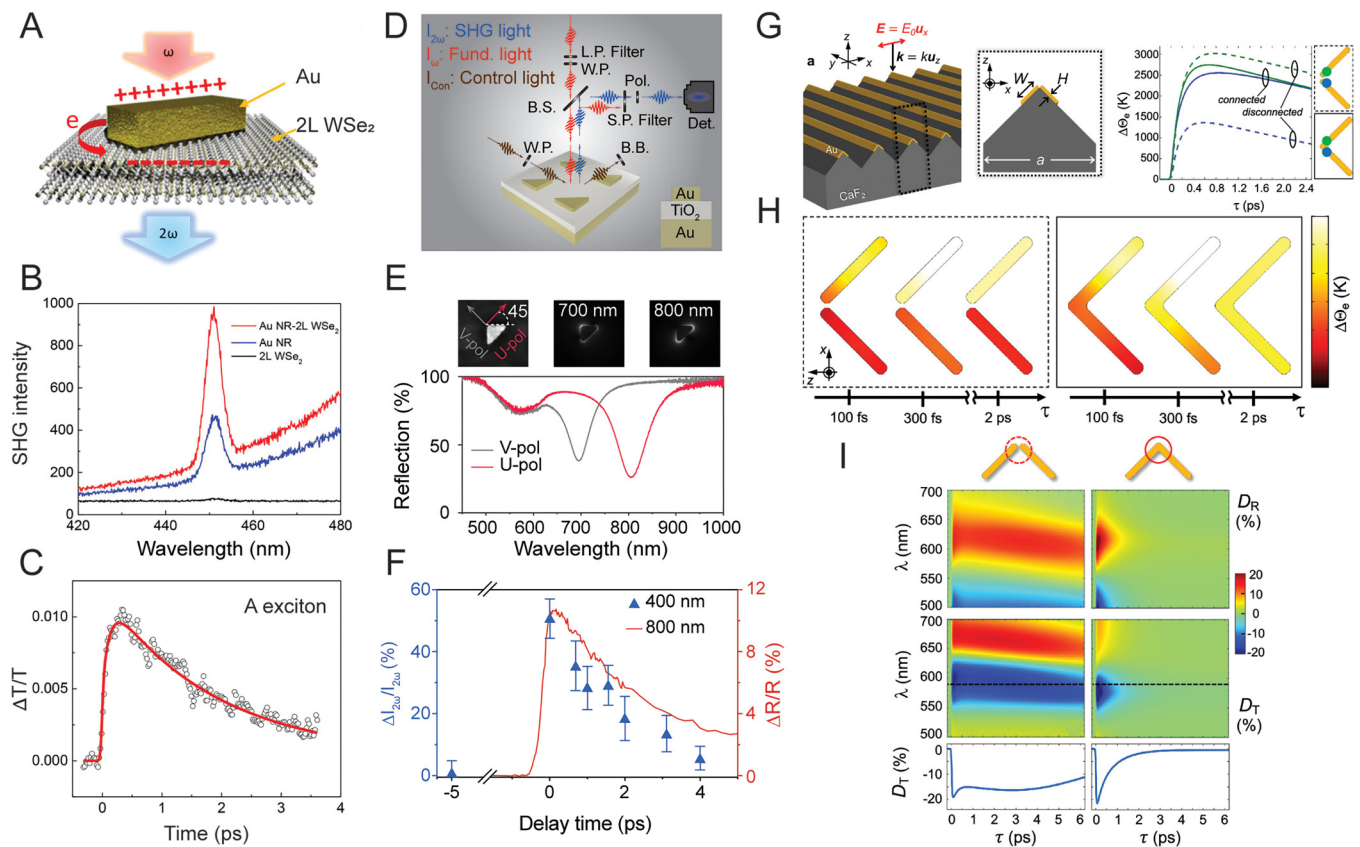 A
ω
Au
2L WSe₂
e
2ω
B
SHG intensity
1000
800
600
400
200
0
Au NR-2L WSe₂
Au NR
2L WSe₂
420
440
460
480
Wavelength (nm)
C
A exciton
ΔT/T
0.010
0.005
0.000
0
1
2
3
4
Time (ps)
D
I2ω: SHG light
Iω: Fund. light
ICon: Control light
L.P. Filter
W.P.
Pol.
B.S.
S.P. Filter
Det.
W.P.
B.B.
Au
TiO₂
Au
E
45
V-pol
U-pol
700 nm
800 nm
Reflection (%)
100
50
0
V-pol
U-pol
500
600
700
800
900
1000
Wavelength (nm)
F
ΔI2ω/I2ω (%)
60
40
20
0
400 nm
800 nm
12
10
8
6
4
2
0
ΔR/R (%)
-5
0
2
4
Delay time (ps)
G
a
z
y
x
E = E₀uₓ
k = ku_z
Au
CaF₂
z
x
W
H
a
ΔΘe (K)
3000
2500
2000
1500
1000
500
0
connected
disconnected
0
0.4
0.8
1.2
1.6
2.0
2.4
τ (ps)
H
x
z
100 fs
300 fs
2 ps
τ
100 fs
300 fs
2 ps
τ
ΔΘe (K)
I
700
650
600
550
500
λ (nm)
DR
(%)
20
10
0
-10
-20
700
650
600
550
500
λ (nm)
DT
(%)
DT (%)
0
-10
-20
0 1 2 3 4 5 6
τ (ps)
0 1 2 3 4 5 6
τ (ps)